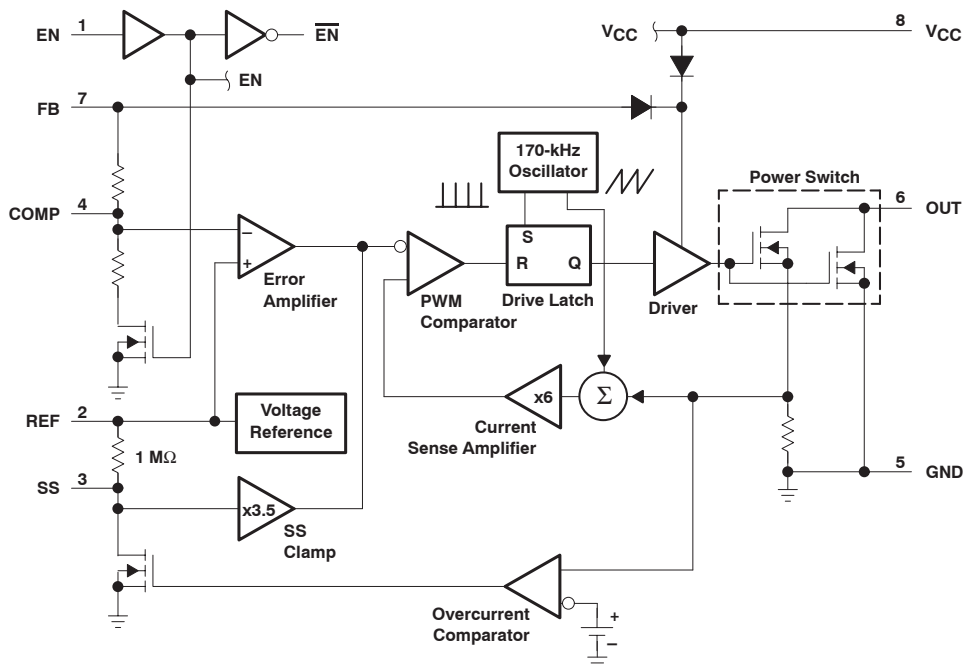 EN 1
EN
EN
V_CC
8 V_CC
FB 7
170-kHz
Oscillator
Power Switch
COMP 4
6 OUT
S
R Q
Drive Latch
−
+
Error
Amplifier
PWM
Comparator
Driver
x6
Σ
Current
Sense Amplifier
REF 2
Voltage
Reference
1 MΩ
SS 3
5 GND
x3.5
SS
Clamp
Overcurrent
Comparator
+
−